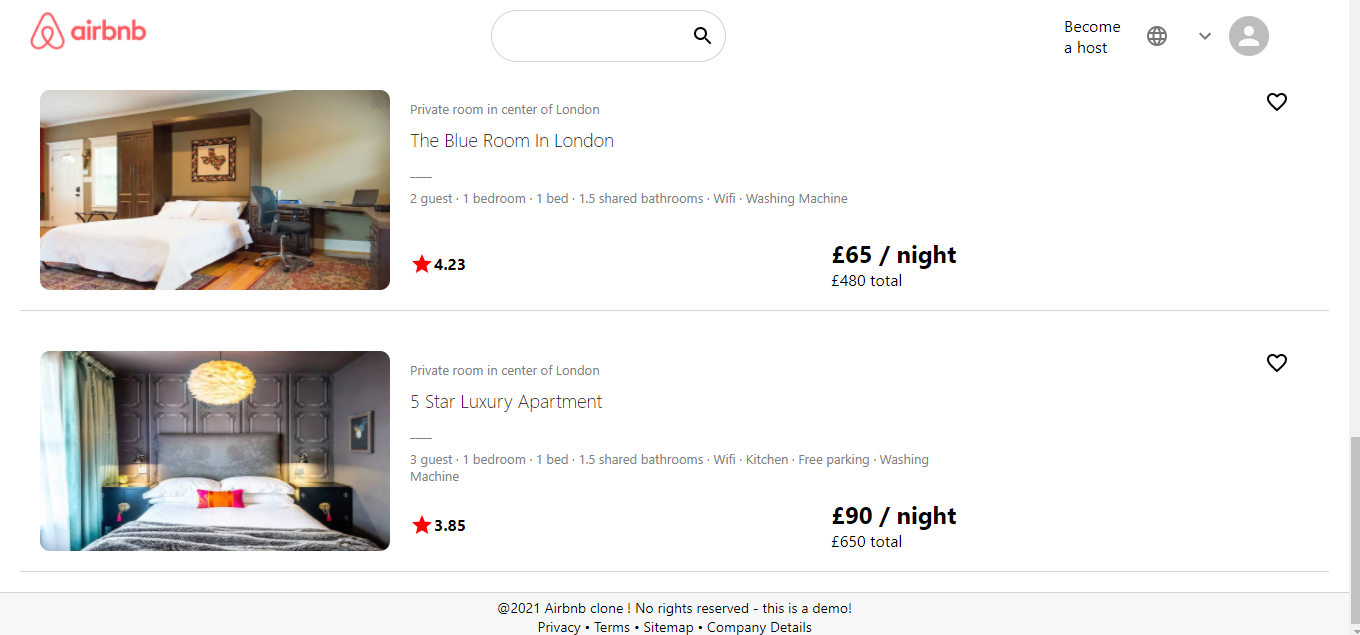 airbnb
Become
a host
Private room in center of London
The Blue Room In London
2 guest · 1 bedroom · 1 bed · 1.5 shared bathrooms · Wifi · Washing Machine
4.23
£65 / night
£480 total
Private room in center of London
5 Star Luxury Apartment
3 guest · 1 bedroom · 1 bed · 1.5 shared bathrooms · Wifi · Kitchen · Free parking · Washing
Machine
3.85
£90 / night
£650 total
@2021 Airbnb clone ! No rights reserved - this is a demo!
Privacy • Terms • Sitemap • Company Details